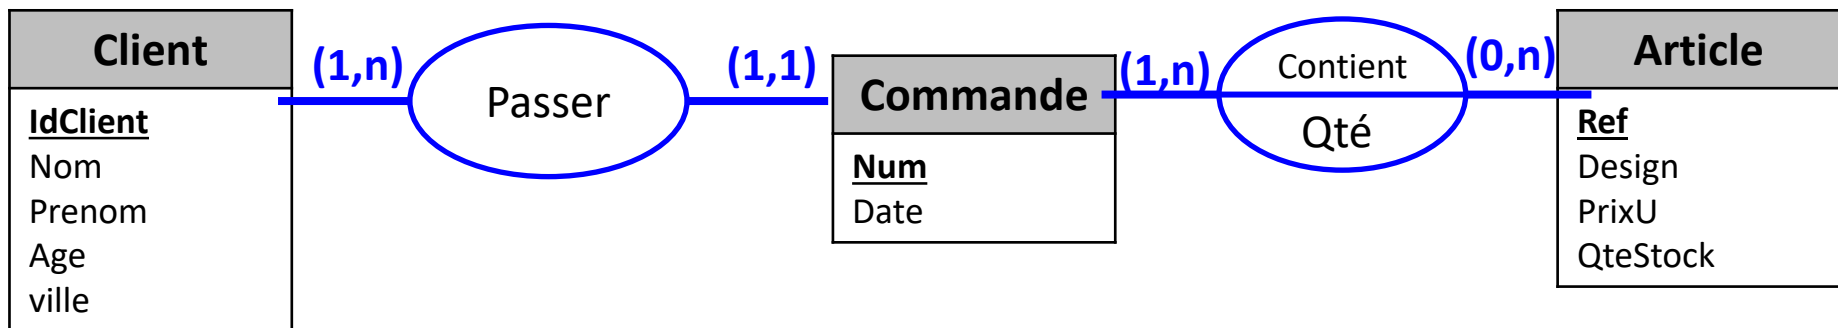 Client
IdClient
Nom
Prenom
Age
ville
(1,n)
Passer
(1,1)
Commande
Num
Date
(1,n)
Contient
Qté
(0,n)
Article
Ref
Design
PrixU
QteStock